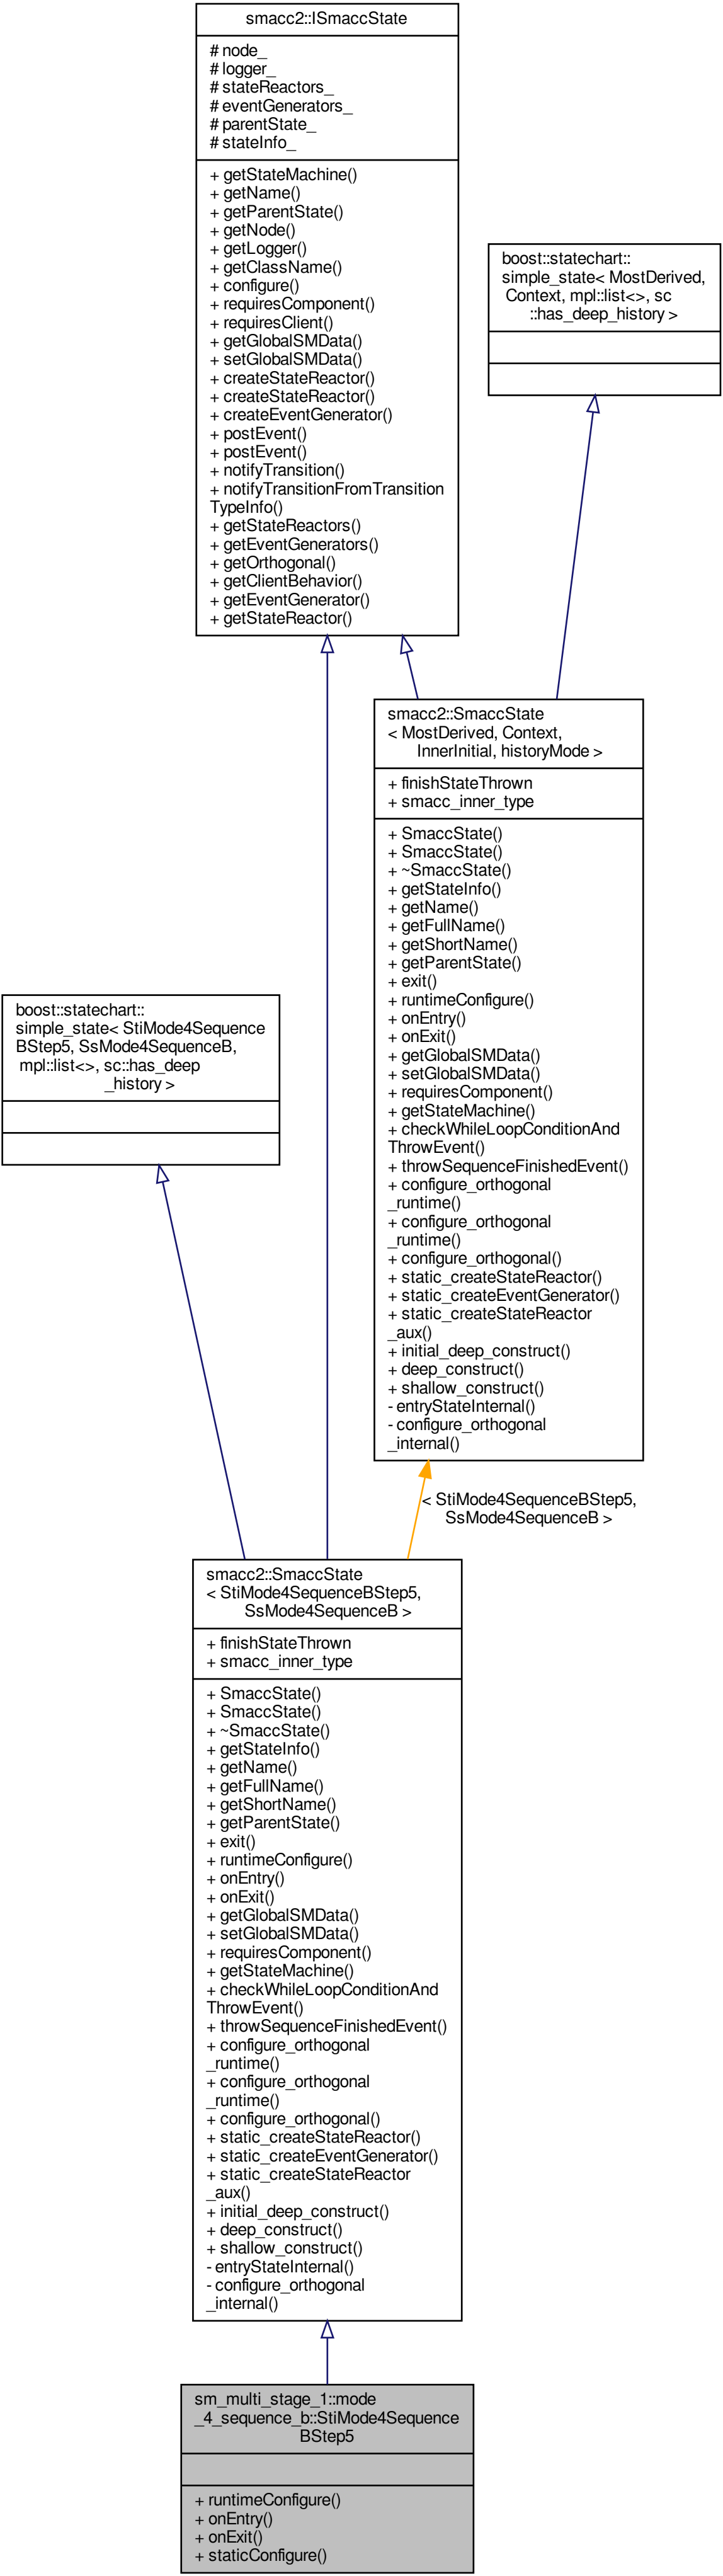 smacc2::ISmaccState
# node_
# logger_
# stateReactors_
# eventGenerators_
# parentState_
# stateInfo_
+ getStateMachine()
+ getName()
+ getParentState()
+ getNode()
+ getLogger()
+ getClassName()
+ configure()
+ requiresComponent()
+ requiresClient()
+ getGlobalSMData()
+ setGlobalSMData()
+ createStateReactor()
+ createStateReactor()
+ createEventGenerator()
+ postEvent()
+ postEvent()
+ notifyTransition()
+ notifyTransitionFromTransition
TypeInfo()
+ getStateReactors()
+ getEventGenerators()
+ getOrthogonal()
+ getClientBehavior()
+ getEventGenerator()
+ getStateReactor()
boost::statechart::
simple_state< MostDerived,
Context, mpl::list<>, sc
::has_deep_history >
smacc2::SmaccState
< MostDerived, Context,
InnerInitial, historyMode >
+ finishStateThrown
+ smacc_inner_type
+ SmaccState()
+ SmaccState()
+ ~SmaccState()
+ getStateInfo()
+ getName()
+ getFullName()
+ getShortName()
+ getParentState()
+ exit()
+ runtimeConfigure()
+ onEntry()
+ onExit()
+ getGlobalSMData()
+ setGlobalSMData()
+ requiresComponent()
+ getStateMachine()
+ checkWhileLoopConditionAnd
ThrowEvent()
+ throwSequenceFinishedEvent()
+ configure_orthogonal
_runtime()
+ configure_orthogonal
_runtime()
+ configure_orthogonal()
+ static_createStateReactor()
+ static_createEventGenerator()
+ static_createStateReactor
_aux()
+ initial_deep_construct()
+ deep_construct()
+ shallow_construct()
- entryStateInternal()
- configure_orthogonal
_internal()
boost::statechart::
simple_state< StiMode4Sequence
BStep5, SsMode4SequenceB,
mpl::list<>, sc::has_deep
_history >
< StiMode4SequenceBStep5,
SsMode4SequenceB >
smacc2::SmaccState
< StiMode4SequenceBStep5,
SsMode4SequenceB >
+ finishStateThrown
+ smacc_inner_type
+ SmaccState()
+ SmaccState()
+ ~SmaccState()
+ getStateInfo()
+ getName()
+ getFullName()
+ getShortName()
+ getParentState()
+ exit()
+ runtimeConfigure()
+ onEntry()
+ onExit()
+ getGlobalSMData()
+ setGlobalSMData()
+ requiresComponent()
+ getStateMachine()
+ checkWhileLoopConditionAnd
ThrowEvent()
+ throwSequenceFinishedEvent()
+ configure_orthogonal
_runtime()
+ configure_orthogonal
_runtime()
+ configure_orthogonal()
+ static_createStateReactor()
+ static_createEventGenerator()
+ static_createStateReactor
_aux()
+ initial_deep_construct()
+ deep_construct()
+ shallow_construct()
- entryStateInternal()
- configure_orthogonal
_internal()
sm_multi_stage_1::mode
_4_sequence_b::StiMode4Sequence
BStep5
+ runtimeConfigure()
+ onEntry()
+ onExit()
+ staticConfigure()